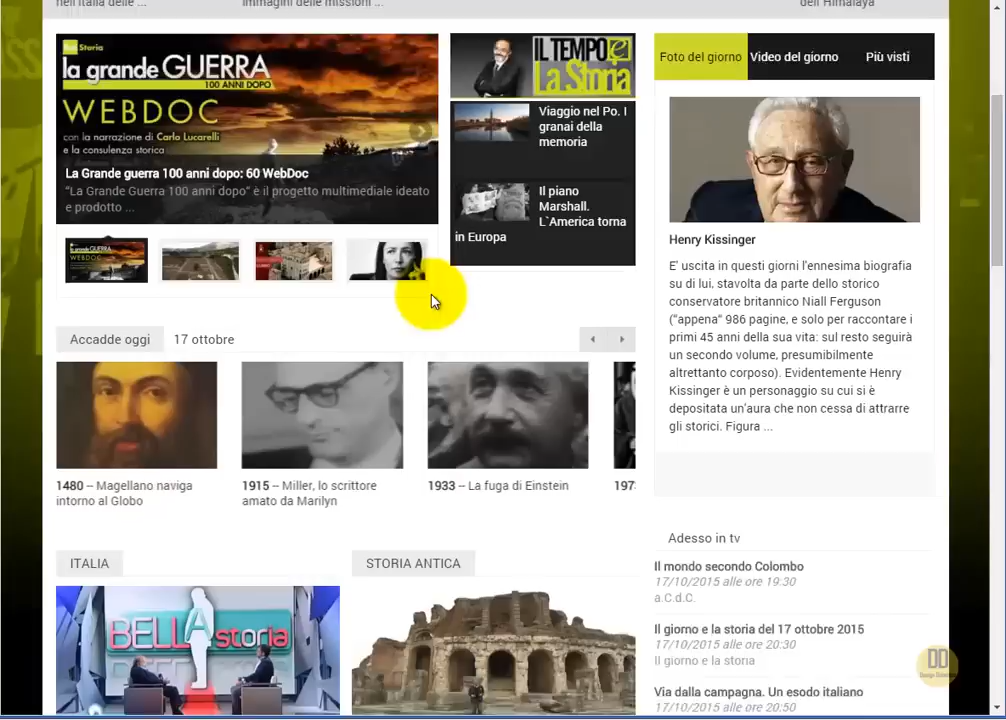 nell'Italia delle ...
immagini delle missioni ...
dell'Himalaya
Rai Storia
la grande GUERRA
100 ANNI DOPO
WEBDOC
con la narrazione di Carlo Lucarelli
e la consulenza storica
La Grande guerra 100 anni dopo: 60 WebDoc
"La Grande Guerra 100 anni dopo" è il progetto multimediale ideato
e prodotto ...
IL TEMPO e
La Storia
Viaggio nel Po. I
granai della
memoria
Il piano
Marshall.
L`America torna
in Europa
Foto del giorno
Video del giorno
Più visti
Henry Kissinger
E' uscita in questi giorni l'ennesima biografia
su di lui, stavolta da parte dello storico
conservatore britannico Niall Ferguson
("appena" 986 pagine, e solo per raccontare i
primi 45 anni della sua vita: sul resto seguirà
un secondo volume, presumibilmente
altrettanto corposo). Evidentemente Henry
Kissinger è un personaggio su cui si è
depositata un'aura che non cessa di attrarre
gli storici. Figura ...
Accadde oggi
17 ottobre
1480 -- Magellano naviga
intorno al Globo
1915 -- Miller, lo scrittore
amato da Marilyn
1933 -- La fuga di Einstein
197
ITALIA
STORIA ANTICA
BELLA storia
Adesso in tv
Il mondo secondo Colombo
17/10/2015 alle ore 19:30
a.C.d.C.
Il giorno e la storia del 17 ottobre 2015
17/10/2015 alle ore 20:30
Il giorno e la storia
Via dalla campagna. Un esodo italiano
17/10/2015 alle ore 20:50
DD